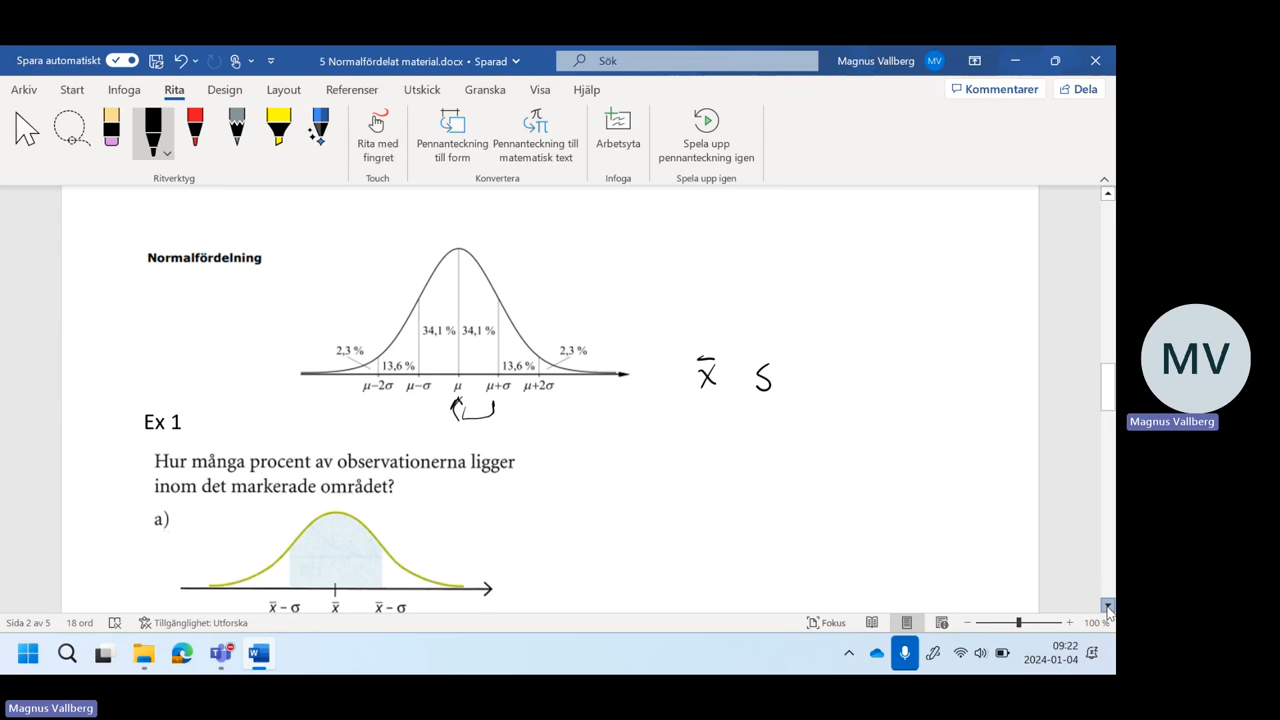 Spara automatiskt
5 Normalfördelat material.docx • Sparad
Sök
Magnus Vallberg MV
Arkiv Start Infoga Rita Design Layout Referenser Utskick Granska Visa Hjälp
Kommentarer Dela
Rita med fingret
Pennanteckning till form
Pennanteckning till matematisk text
Arbetsyta
Spela upp pennanteckning igen
Ritverktyg Touch Konvertera Infoga Spela upp igen
Normalfördelning
34,1 % 34,1 %
2,3 % 13,6 % 13,6 % 2,3 %
μ−2σ μ−σ μ μ+σ μ+2σ
x̄ s
Ex 1
Hur många procent av observationerna ligger
inom det markerade området?
a)
x̄ − σ x̄ x̄ − σ
Sida 2 av 5 18 ord Tillgänglighet: Utforska Fokus 100 %
09:22
2024-01-04
MV
Magnus Vallberg
Magnus Vallberg